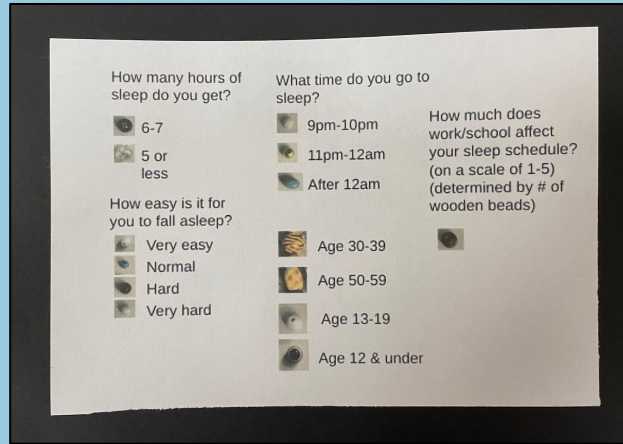 How many hours of
sleep do you get?
6-7
5 or
less
How easy is it for
you to fall asleep?
Very easy
Normal
Hard
Very hard
What time do you go to
sleep?
9pm-10pm
11pm-12am
After 12am
Age 30-39
Age 50-59
Age 13-19
Age 12 & under
How much does
work/school affect
your sleep schedule?
(on a scale of 1-5)
(determined by # of
wooden beads)